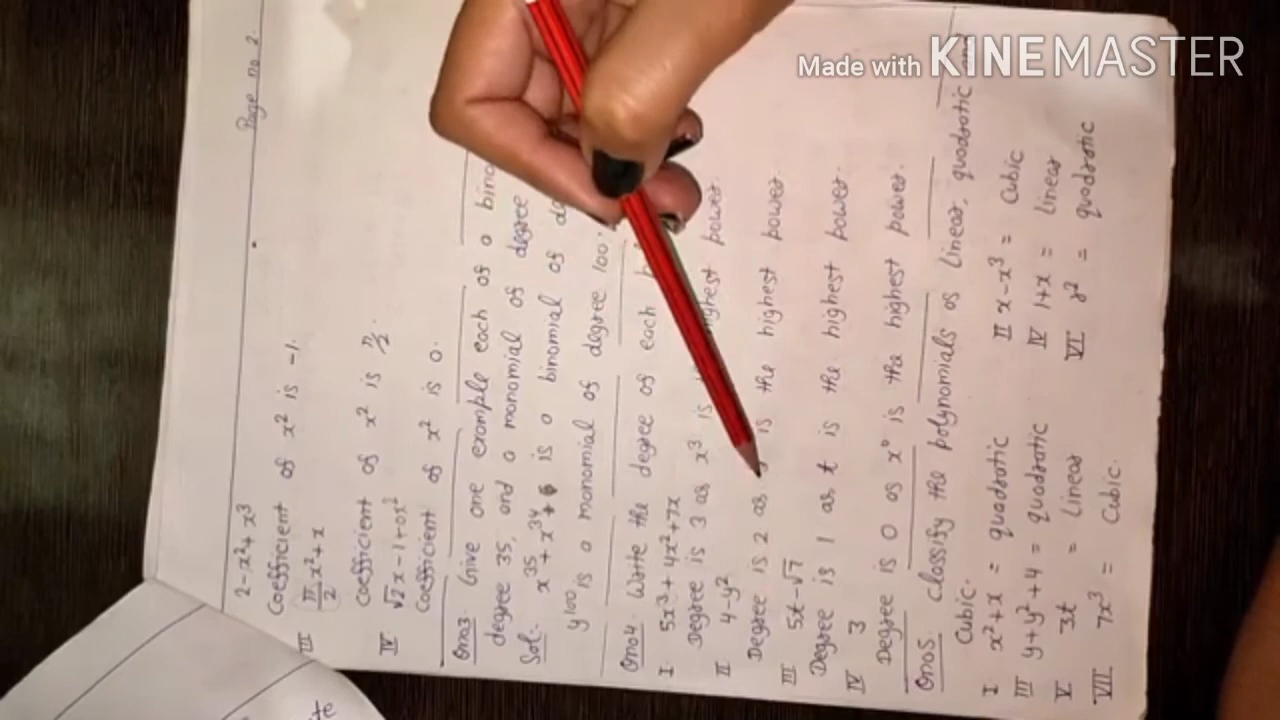 Made with KINEMASTER
Page no 2.
2-x²+x³
Coefficient of x² is -1.
III π/2 x²+x
Coefficient of x² is π/2.
IV √2x-1+0x²
Coefficient of x² is 0.
Qno3. Give one example each of a
degree 35, and a monomial of degree
Sol. x³⁵+x³⁴ is a binomial of
y¹⁰⁰ is a monomial of degree 100.
Qno4. Write the degree of each
I 5x³+4x²+7x
Degree is 3 as x³ is highest power.
II 4-y²
Degree is 2 as is the highest power.
III 5t-√7
Degree is 1 as t is the highest power.
IV 3
Degree is 0 as x⁰ is the highest power.
Qno5. Classify the polynomials as linear, quadratic and
Cubic.
I x²+x = quadratic II x-x³ = Cubic
III y+y²+4 = quadratic IV 1+x = linear
V 3t = linear VI r² = quadratic
VII 7x³ = Cubic.